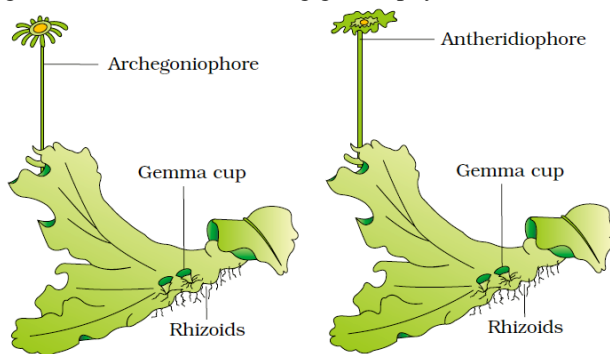 Archegoniophore
Gemma cup
Rhizoids
Antheridiophore
Gemma cup
Rhizoids